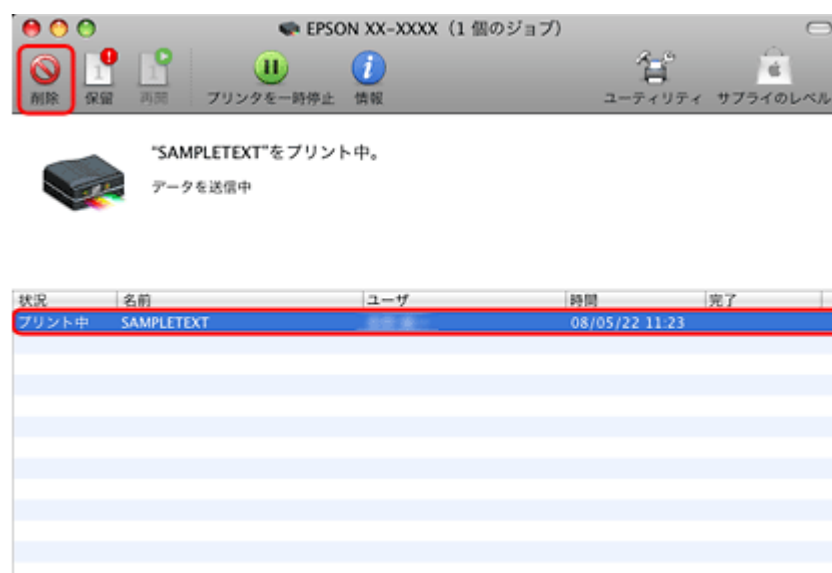 EPSON XX-XXXX（1 個のジョブ）
削除 保留 再開 プリンタを一時停止 情報 ユーティリティ サプライのレベル
"SAMPLETEXT"をプリント中。
データを送信中
状況 名前 ユーザ 時間 完了
プリント中 SAMPLETEXT 08/05/22 11:23